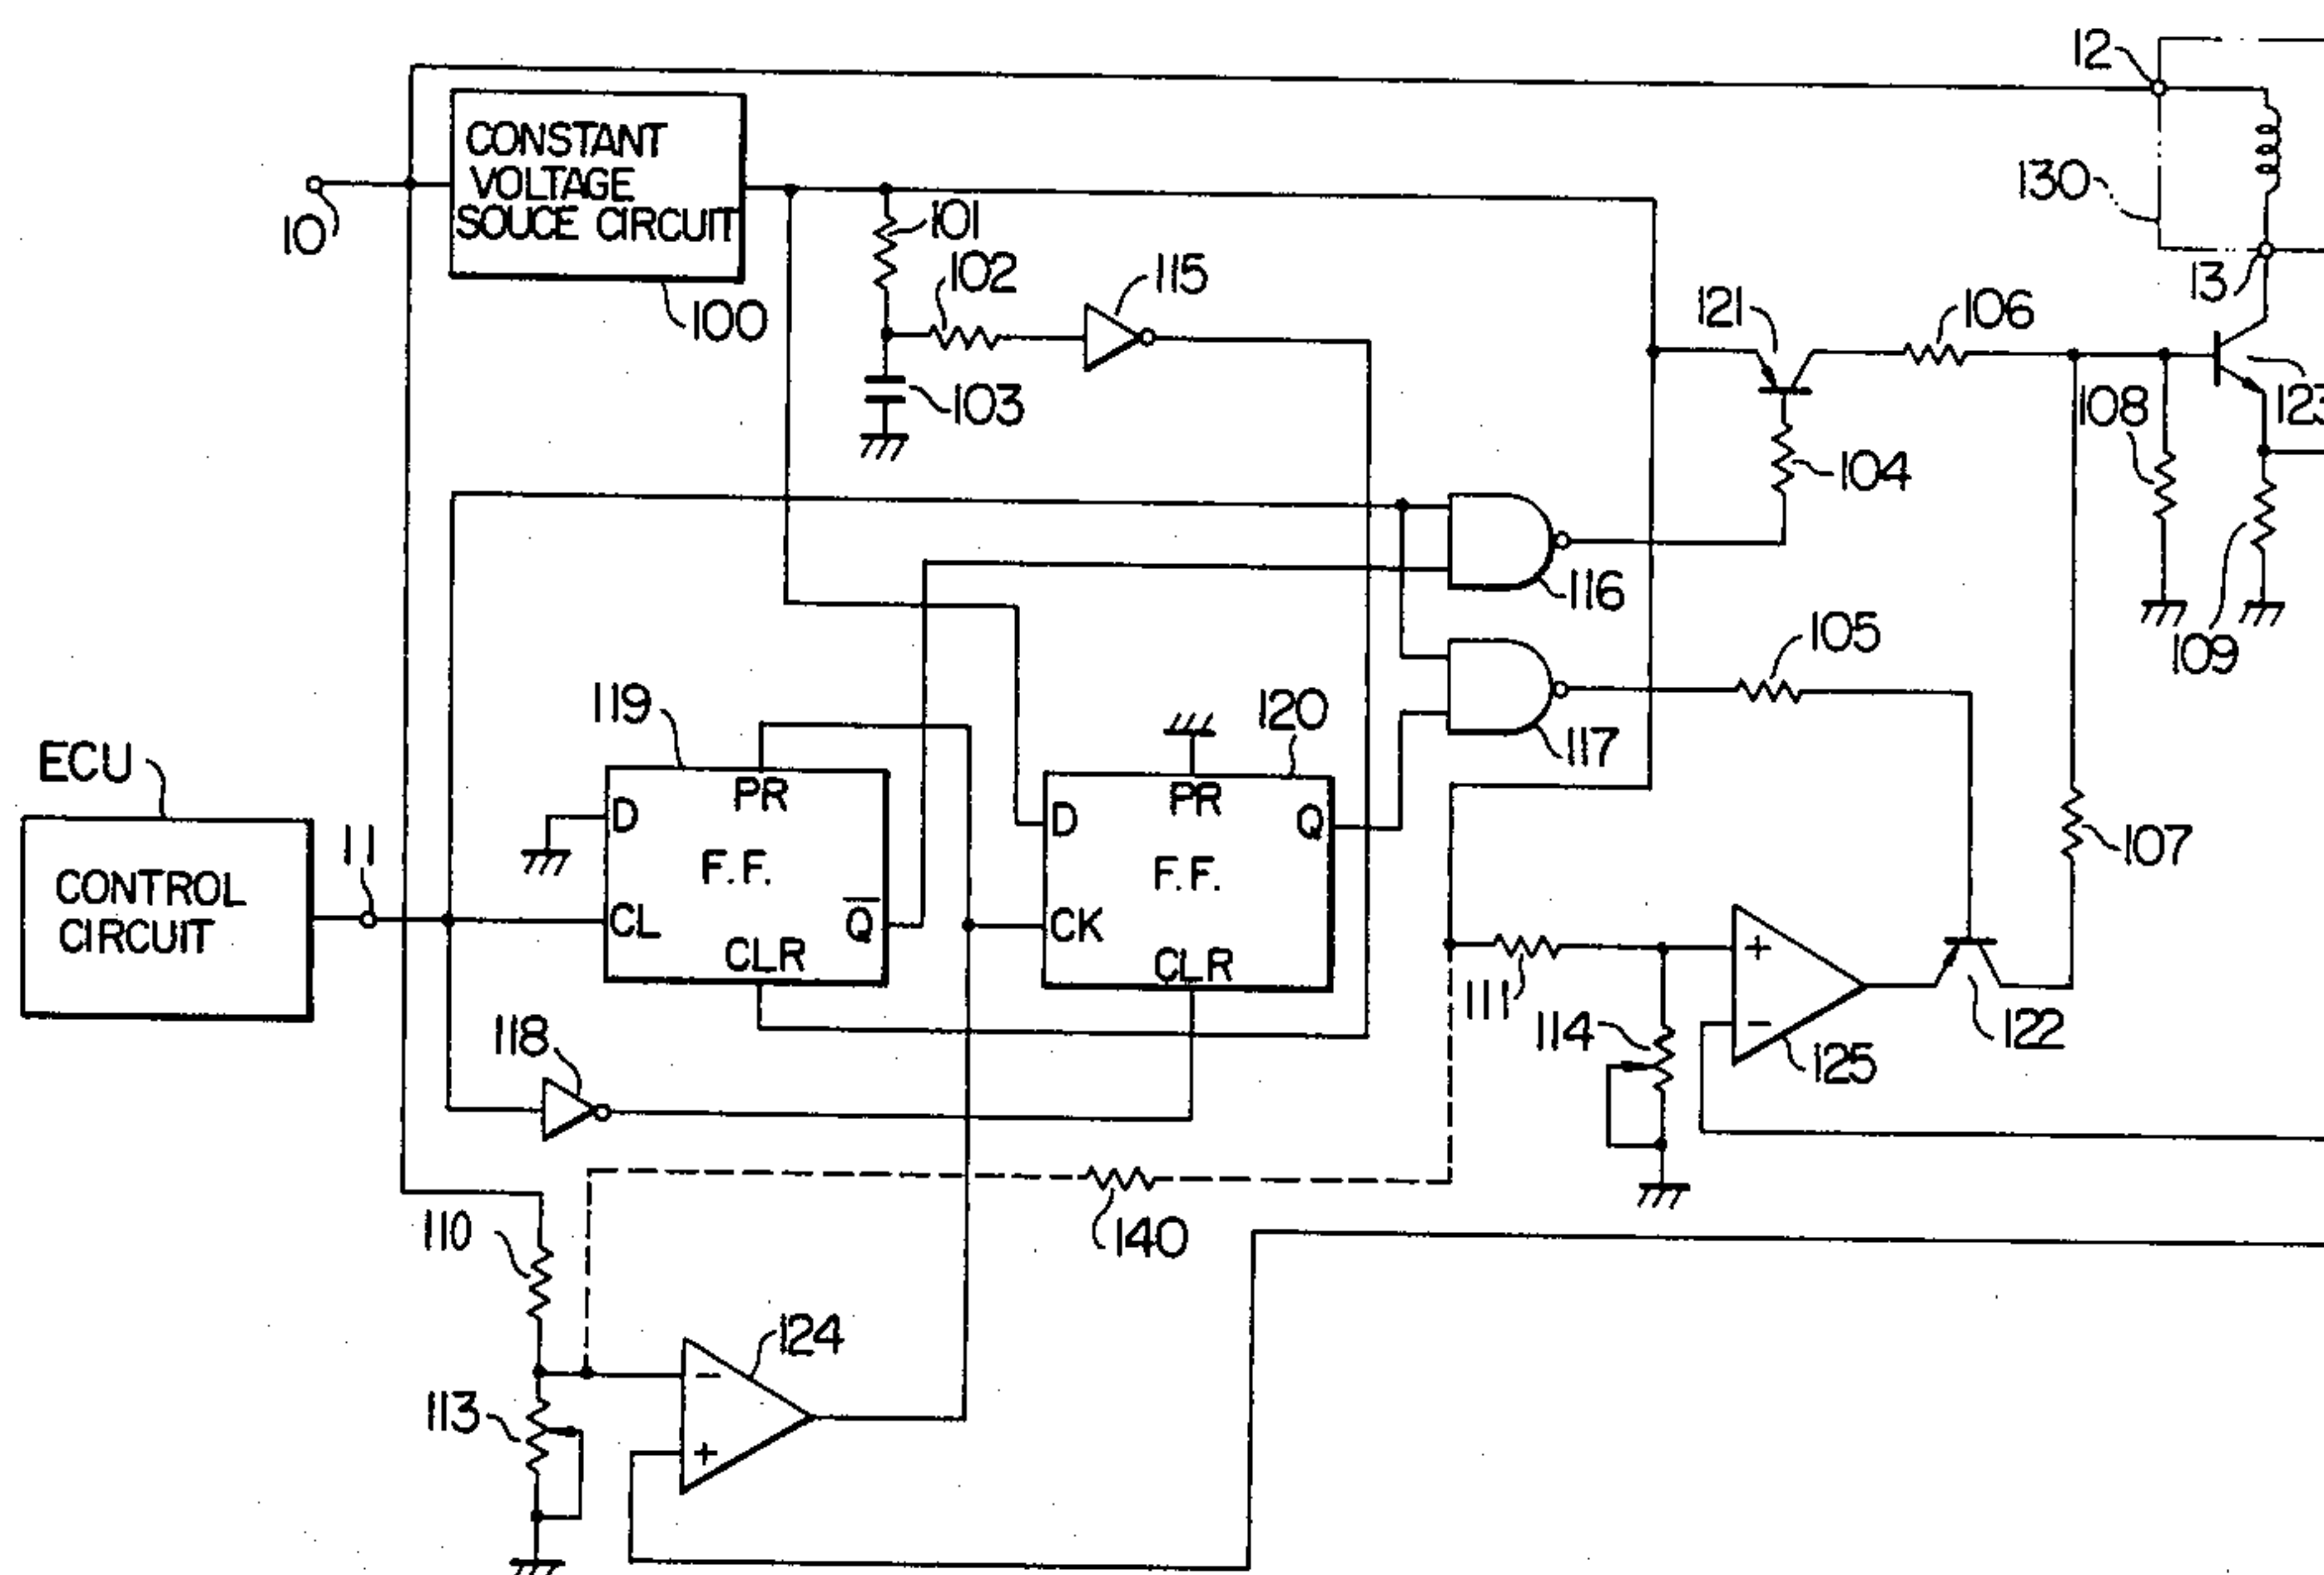 12
CONSTANT
VOLTAGE
SOUCE CIRCUIT
130
10
101
102
115
13
100
121
106
103
108
123
104
116
109
105
119
120
117
ECU
PR
PR
D
D
Q
107
11
F.F.
F.F.
CONTROL
CIRCUIT
CL
Q
CK
CLR
CLR
+
111
118
114
−
122
125
110
140
124
113
−
+